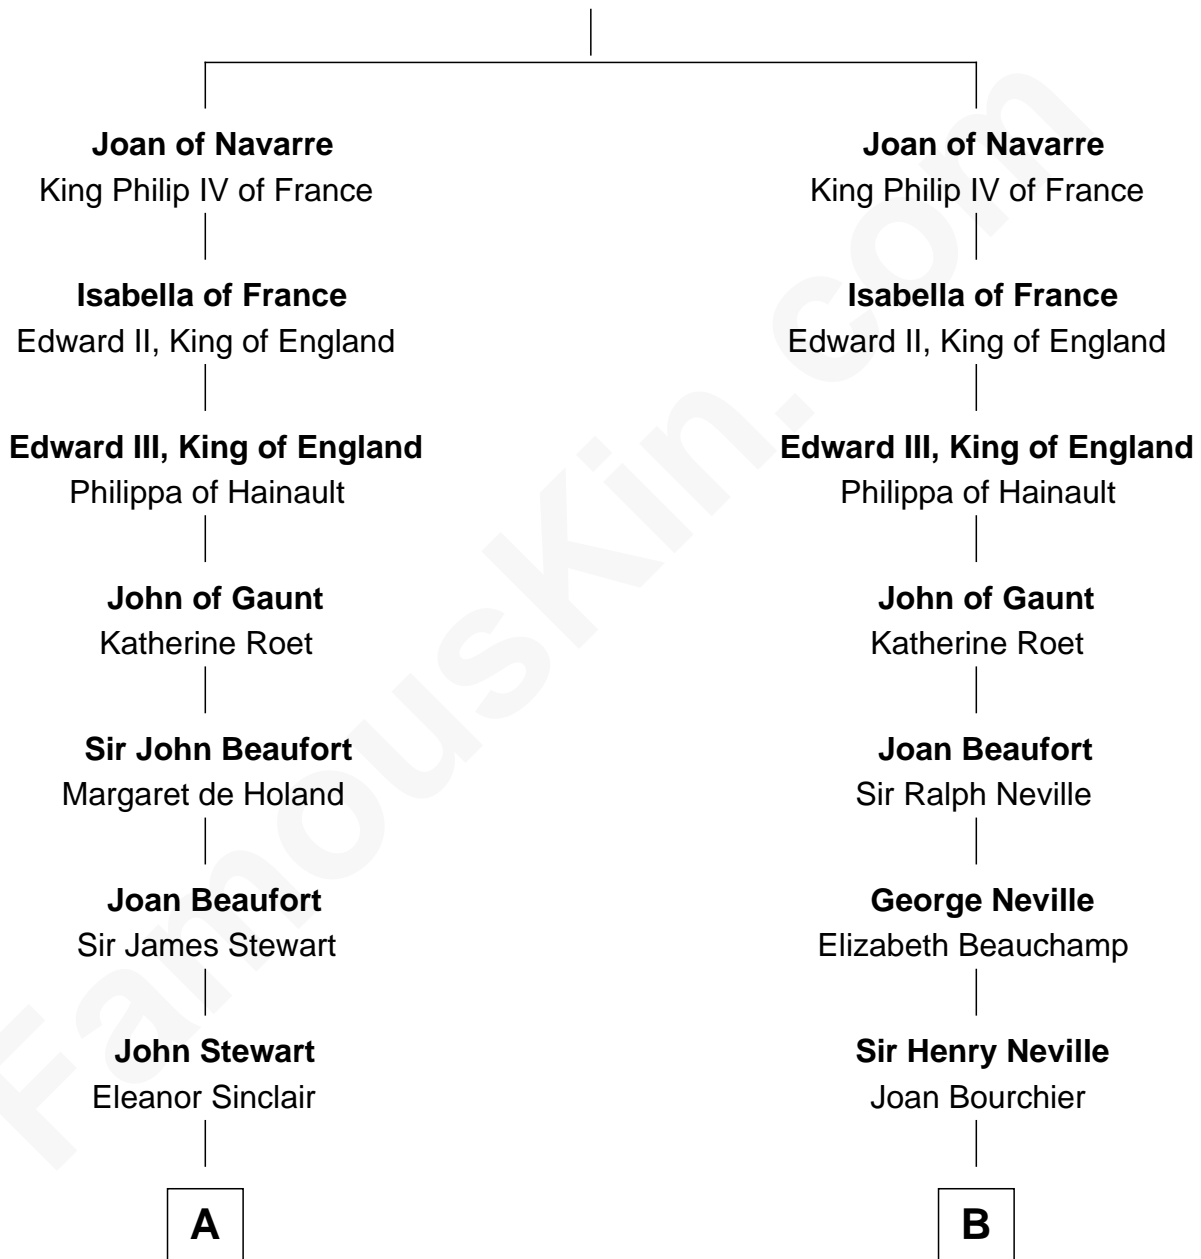 Joan of Navarre
King Philip IV of France
Isabella of France
Edward II, King of England
Edward III, King of England
Philippa of Hainault
John of Gaunt
Katherine Roet
Sir John Beaufort
Margaret de Holand
Joan Beaufort
Sir James Stewart
John Stewart
Eleanor Sinclair
A
Joan of Navarre
King Philip IV of France
Isabella of France
Edward II, King of England
Edward III, King of England
Philippa of Hainault
John of Gaunt
Katherine Roet
Joan Beaufort
Sir Ralph Neville
George Neville
Elizabeth Beauchamp
Sir Henry Neville
Joan Bourchier
B
FamousKin.com